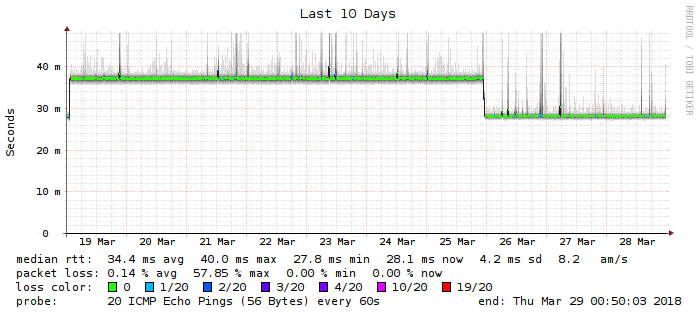 Last 10 Days
RRDTOOL / TOBI OETIKER
Seconds
40 m
30 m
20 m
10 m
0
19 Mar 20 Mar 21 Mar 22 Mar 23 Mar 24 Mar 25 Mar 26 Mar 27 Mar 28 Mar
median rtt: 34.4 ms avg 40.0 ms max 27.8 ms min 28.1 ms now 4.2 ms sd 8.2 am/s
packet loss: 0.14 % avg 57.85 % max 0.00 % min 0.00 % now
loss color: 0 1/20 2/20 3/20 4/20 10/20 19/20
probe: 20 ICMP Echo Pings (56 Bytes) every 60s end: Thu Mar 29 00:50:03 2018